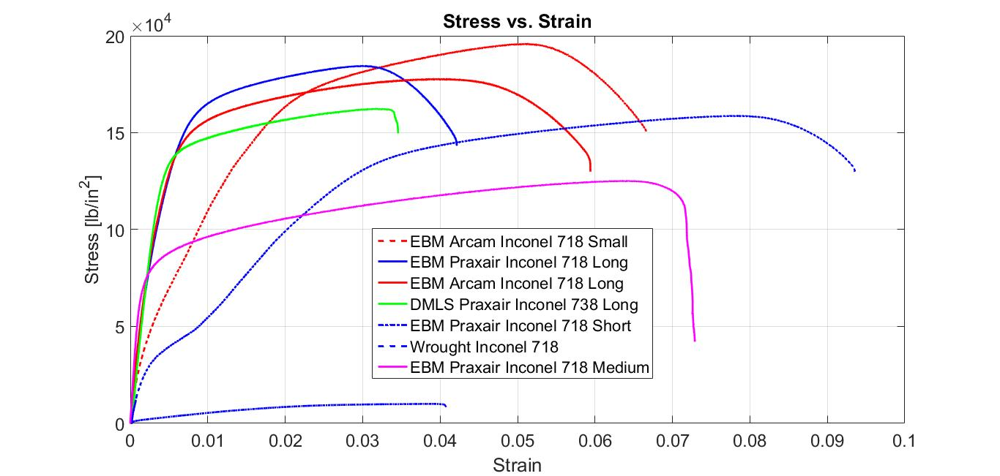 Stress vs. Strain
×10^4
20
15
10
5
0
Stress [lb/in^2]
EBM Arcam Inconel 718 Small
EBM Praxair Inconel 718 Long
EBM Arcam Inconel 718 Long
DMLS Praxair Inconel 738 Long
EBM Praxair Inconel 718 Short
Wrought Inconel 718
EBM Praxair Inconel 718 Medium
0 0.01 0.02 0.03 0.04 0.05 0.06 0.07 0.08 0.09 0.1
Strain